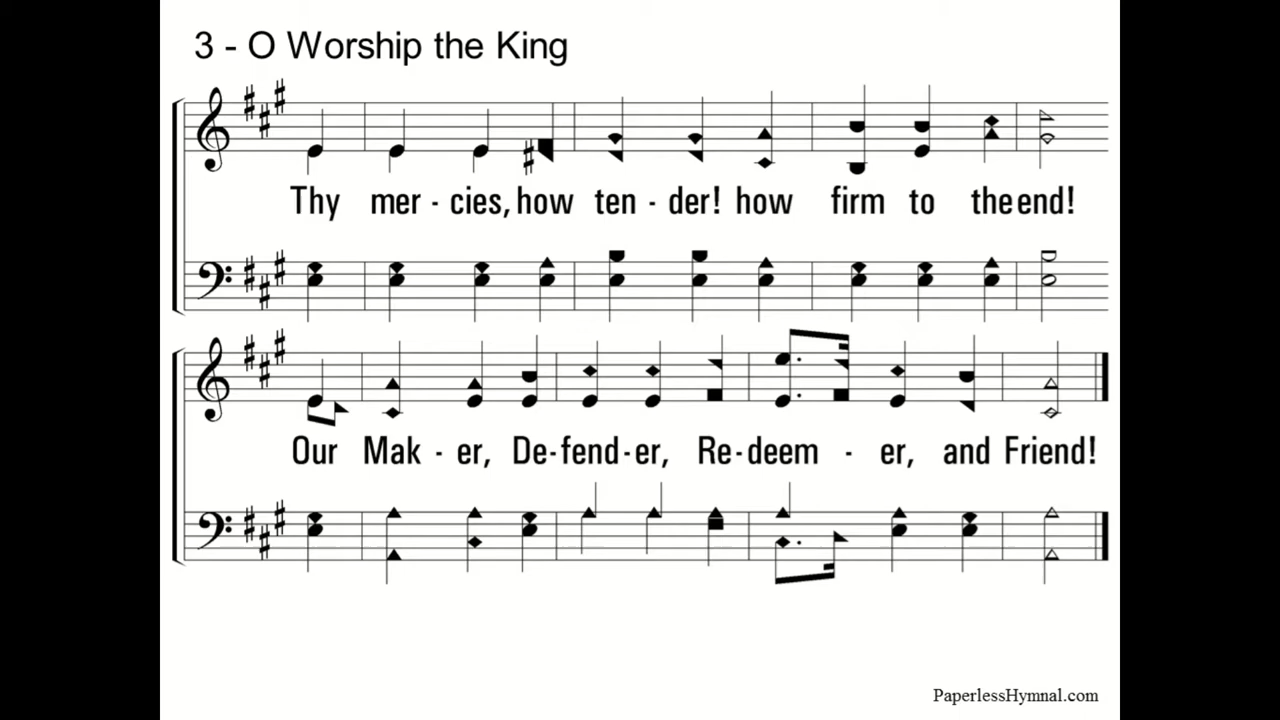 3 - O Worship the King
Thy mer - cies, how ten - der! how firm to the end!
Our Mak - er, De-fend-er, Re-deem - er, and Friend!
PaperlessHymnal.com